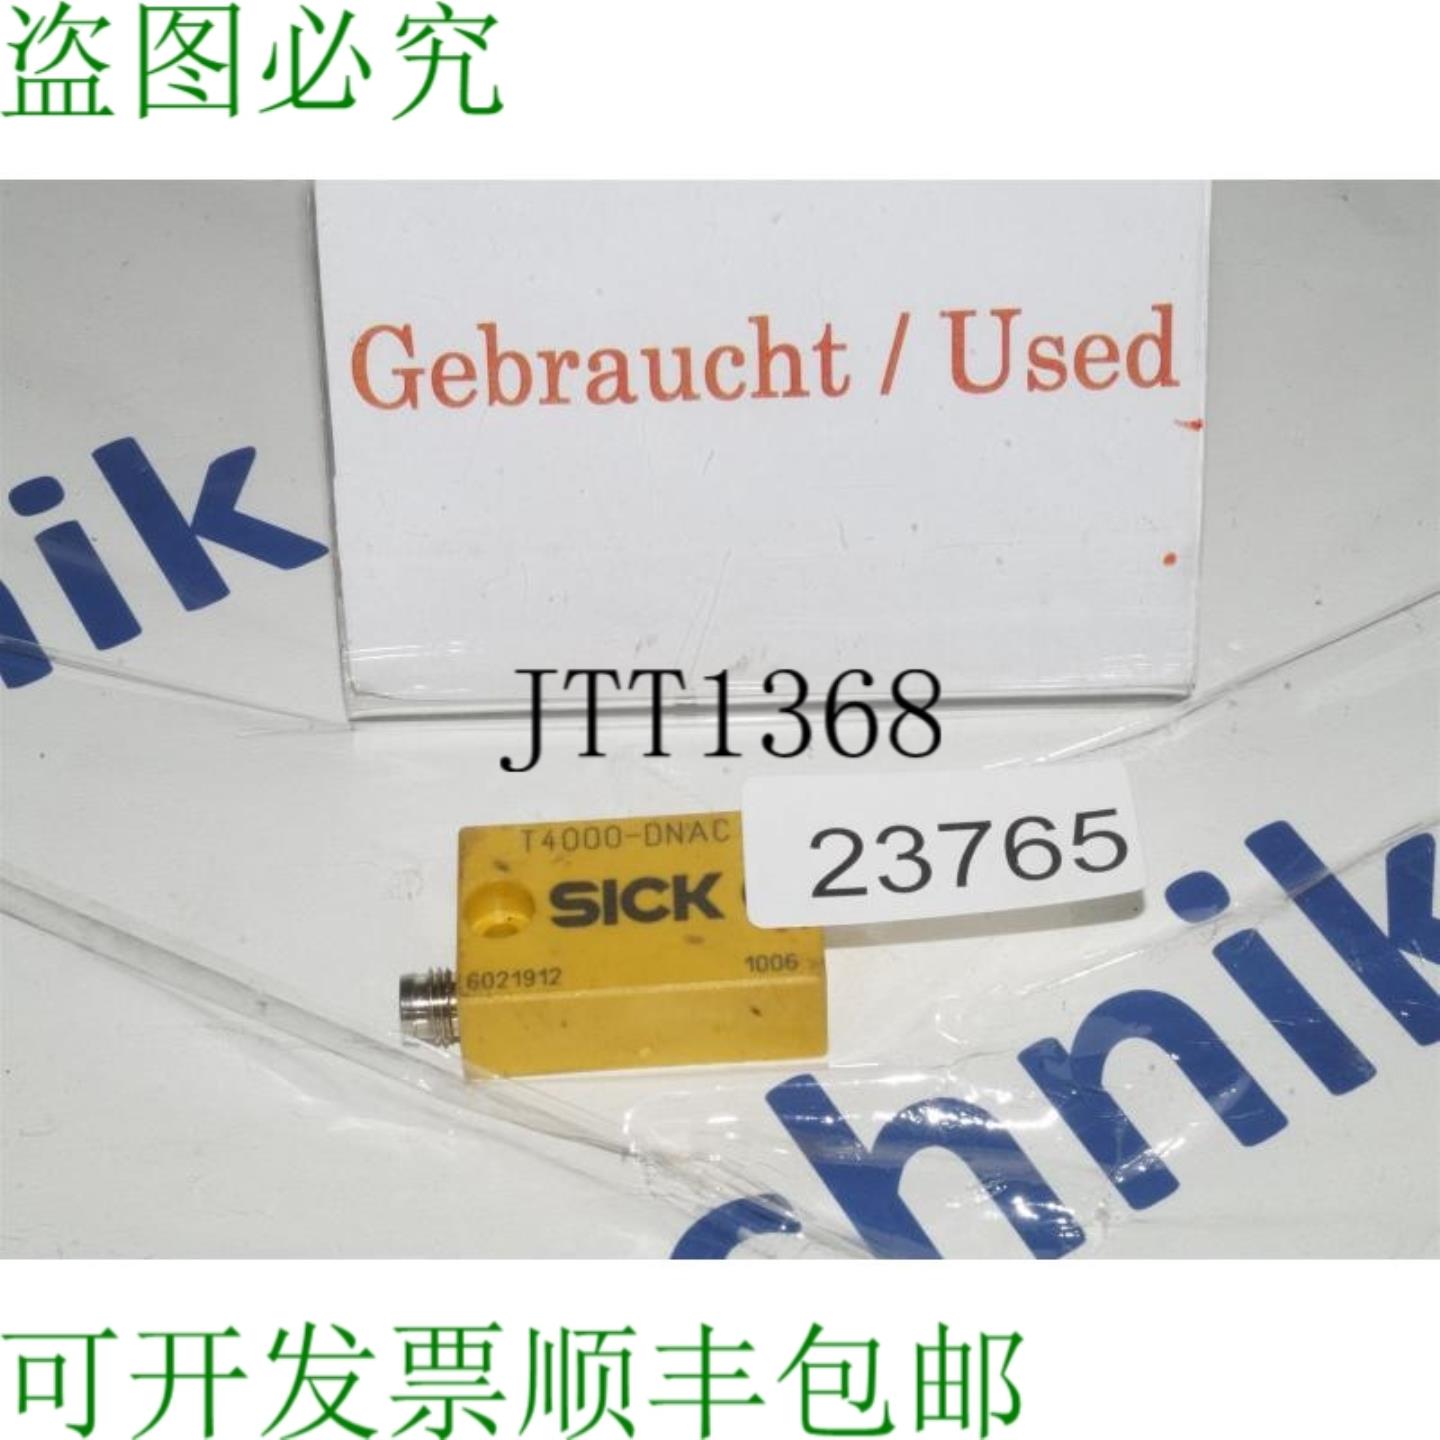 盗图必究
Gebraucht / Used
nik
JTT1368
23765
T4000-DNAC
SICK
6021912
1006
chnik
可开发票顺丰包邮